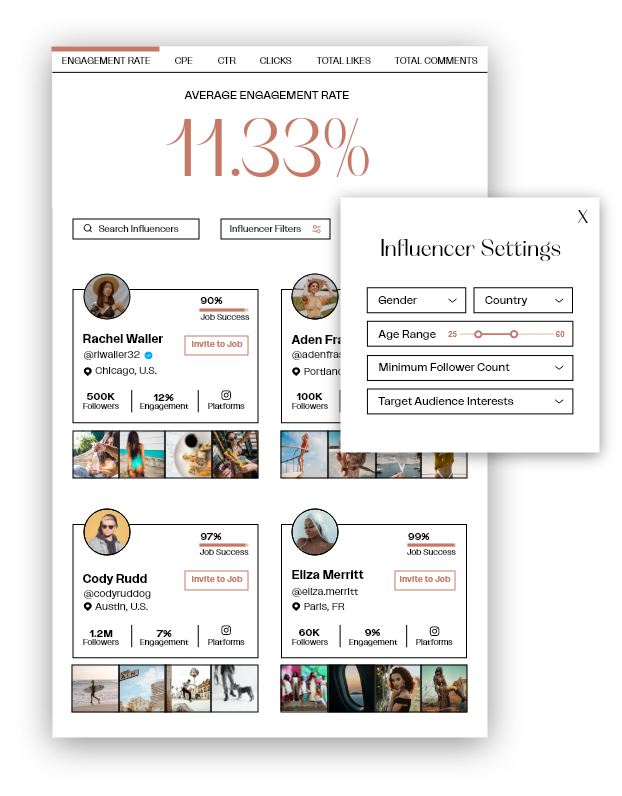 ENGAGEMENT RATE CPE CTR CLICKS TOTAL LIKES TOTAL COMMENTS
AVERAGE ENGAGEMENT RATE
11.33%
Search Influencers Influencer Filters
X
Influencer Settings
Gender Country
Age Range 25 60
Minimum Follower Count
Target Audience Interests
90%
Job Success
Rachel Waller
@rlwaller32
Invite to Job
Chicago, U.S.
500K 12%
Followers Engagement Platforms
Aden Fra
@adenfras
Portland
100K
Followers
97%
Job Success
Cody Rudd
@codyruddog
Invite to Job
Austin, U.S.
1.2M 7%
Followers Engagement Platforms
99%
Job Success
Eliza Merritt
@eliza.merritt
Invite to Job
Paris, FR
60K 9%
Followers Engagement Platforms